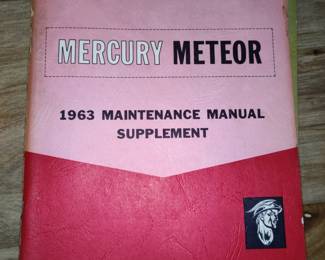 MERCURY METEOR
1963 MAINTENANCE MANUAL
SUPPLEMENT